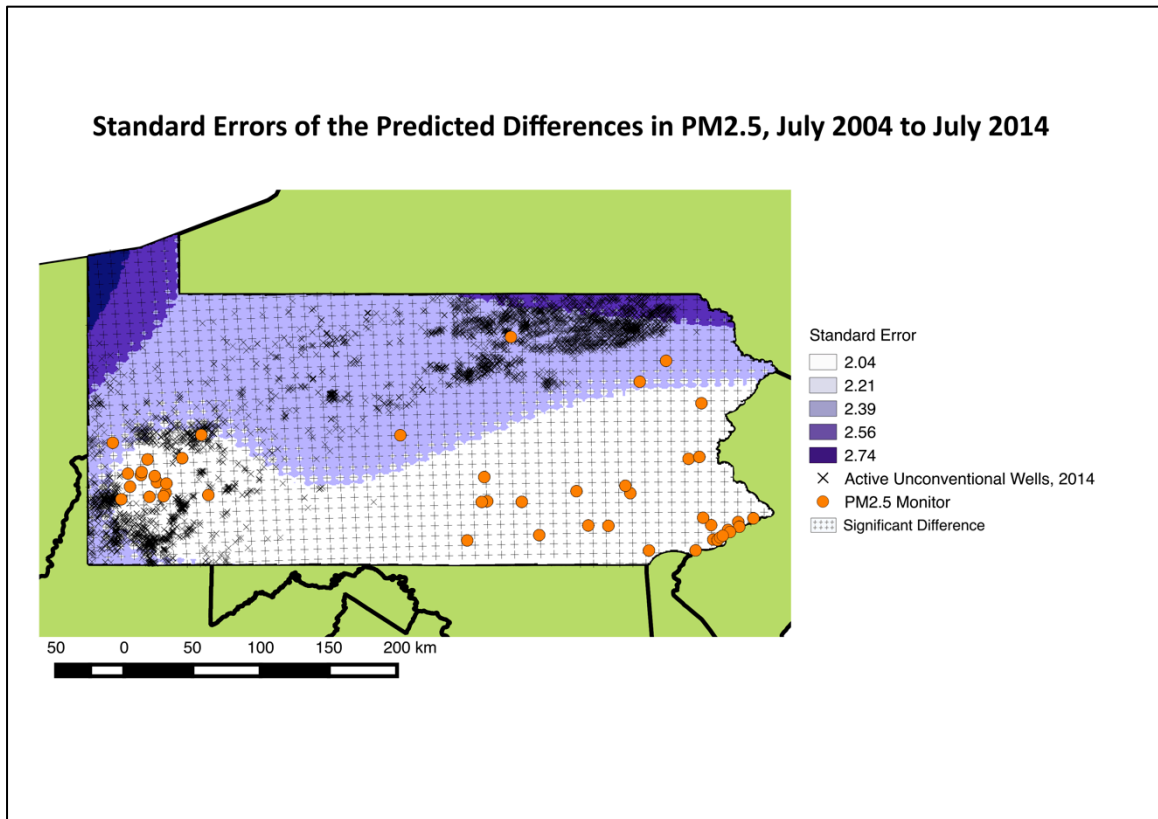 Standard Errors of the Predicted Differences in PM2.5, July 2004 to July 2014
Standard Error
2.04
2.21
2.39
2.56
2.74
Active Unconventional Wells, 2014
PM2.5 Monitor
Significant Difference
50 0 50 100 150 200 km